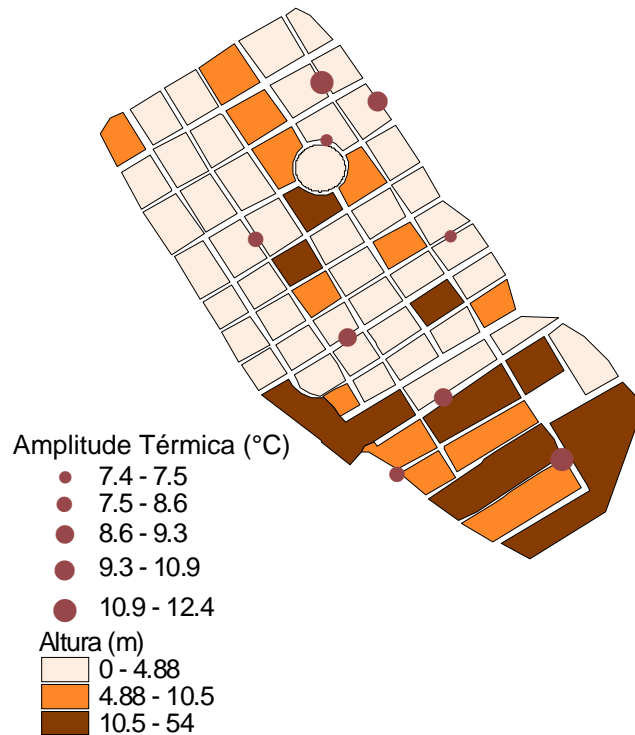 Amplitude Térmica (°C)
7.4 - 7.5
7.5 - 8.6
8.6 - 9.3
9.3 - 10.9
10.9 - 12.4
Altura (m)
0 - 4.88
4.88 - 10.5
10.5 - 54